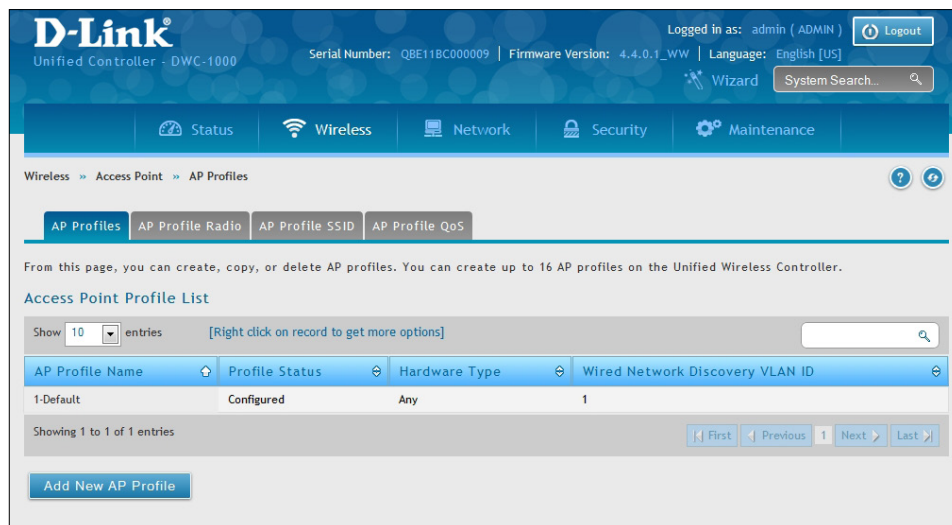 D-Link®
Unified Controller - DWC-1000
Logged in as: admin ( ADMIN )
Logout
Serial Number: QBE11BC000009 | Firmware Version: 4.4.0.1_WW | Language: English [US]
Wizard
System Search...
Status
Wireless
Network
Security
Maintenance
Wireless » Access Point » AP Profiles
?
AP Profiles
AP Profile Radio
AP Profile SSID
AP Profile QoS
From this page, you can create, copy, or delete AP profiles. You can create up to 16 AP profiles on the Unified Wireless Controller.
Access Point Profile List
Show 10 entries
[Right click on record to get more options]
AP Profile Name Profile Status Hardware Type Wired Network Discovery VLAN ID
1-Default Configured Any 1
Showing 1 to 1 of 1 entries
First Previous 1 Next Last
Add New AP Profile